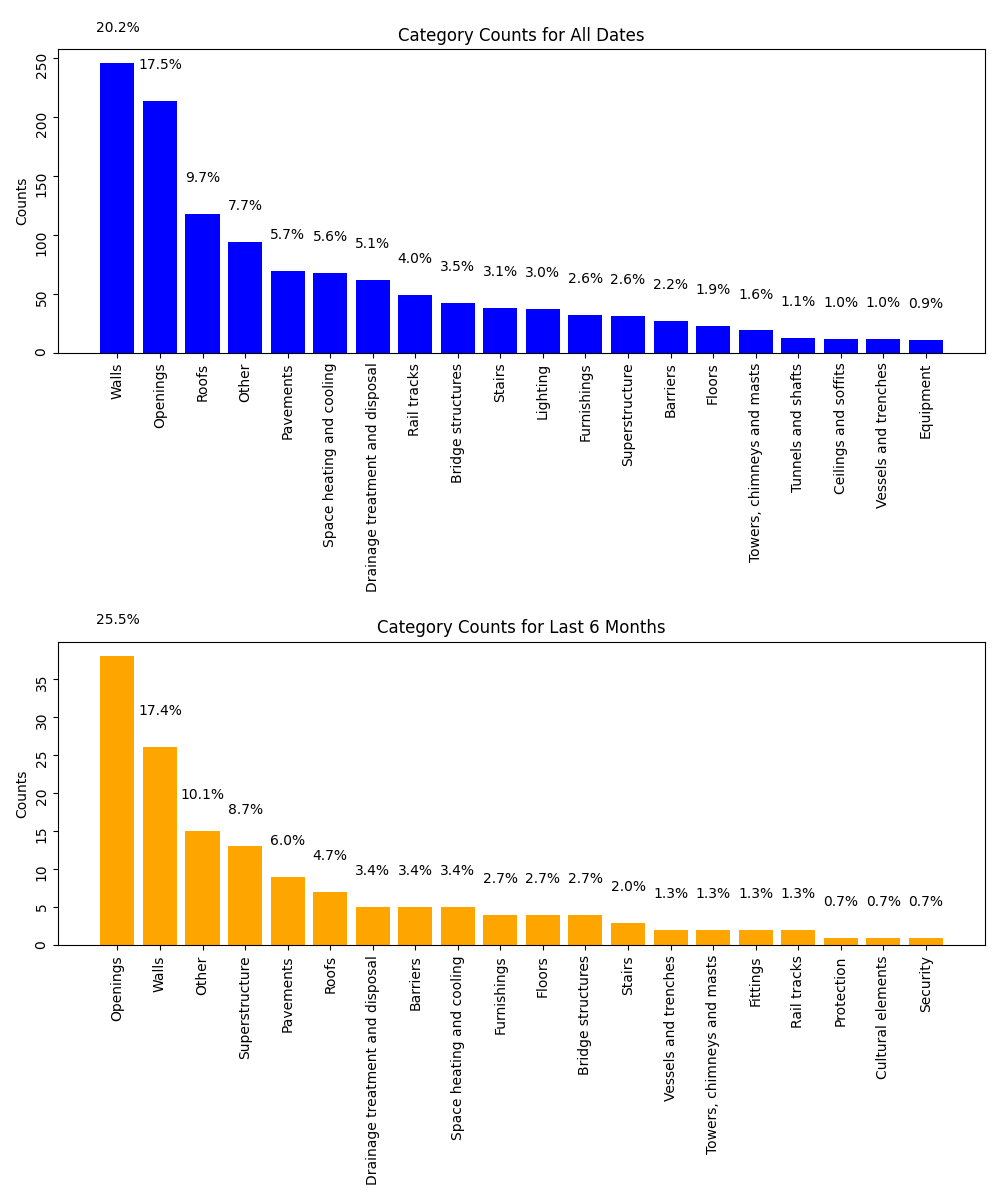 20.2%
Category Counts for All Dates
17.5%
9.7%
7.7%
5.7%
5.6%
5.1%
4.0%
3.5%
3.1%
3.0%
2.6%
2.6%
2.2%
1.9%
1.6%
1.1%
1.0%
1.0%
0.9%
Counts
250
200
150
100
50
0
Walls
Openings
Roofs
Other
Pavements
Space heating and cooling
Drainage treatment and disposal
Rail tracks
Bridge structures
Stairs
Lighting
Furnishings
Superstructure
Barriers
Floors
Towers, chimneys and masts
Tunnels and shafts
Ceilings and soffits
Vessels and trenches
Equipment
25.5%
Category Counts for Last 6 Months
17.4%
10.1%
8.7%
6.0%
4.7%
3.4%
3.4%
3.4%
2.7%
2.7%
2.7%
2.0%
1.3%
1.3%
1.3%
1.3%
0.7%
0.7%
0.7%
Counts
35
30
25
20
15
10
5
0
Openings
Walls
Other
Superstructure
Pavements
Roofs
Drainage treatment and disposal
Barriers
Space heating and cooling
Furnishings
Floors
Bridge structures
Stairs
Vessels and trenches
Towers, chimneys and masts
Fittings
Rail tracks
Protection
Cultural elements
Security